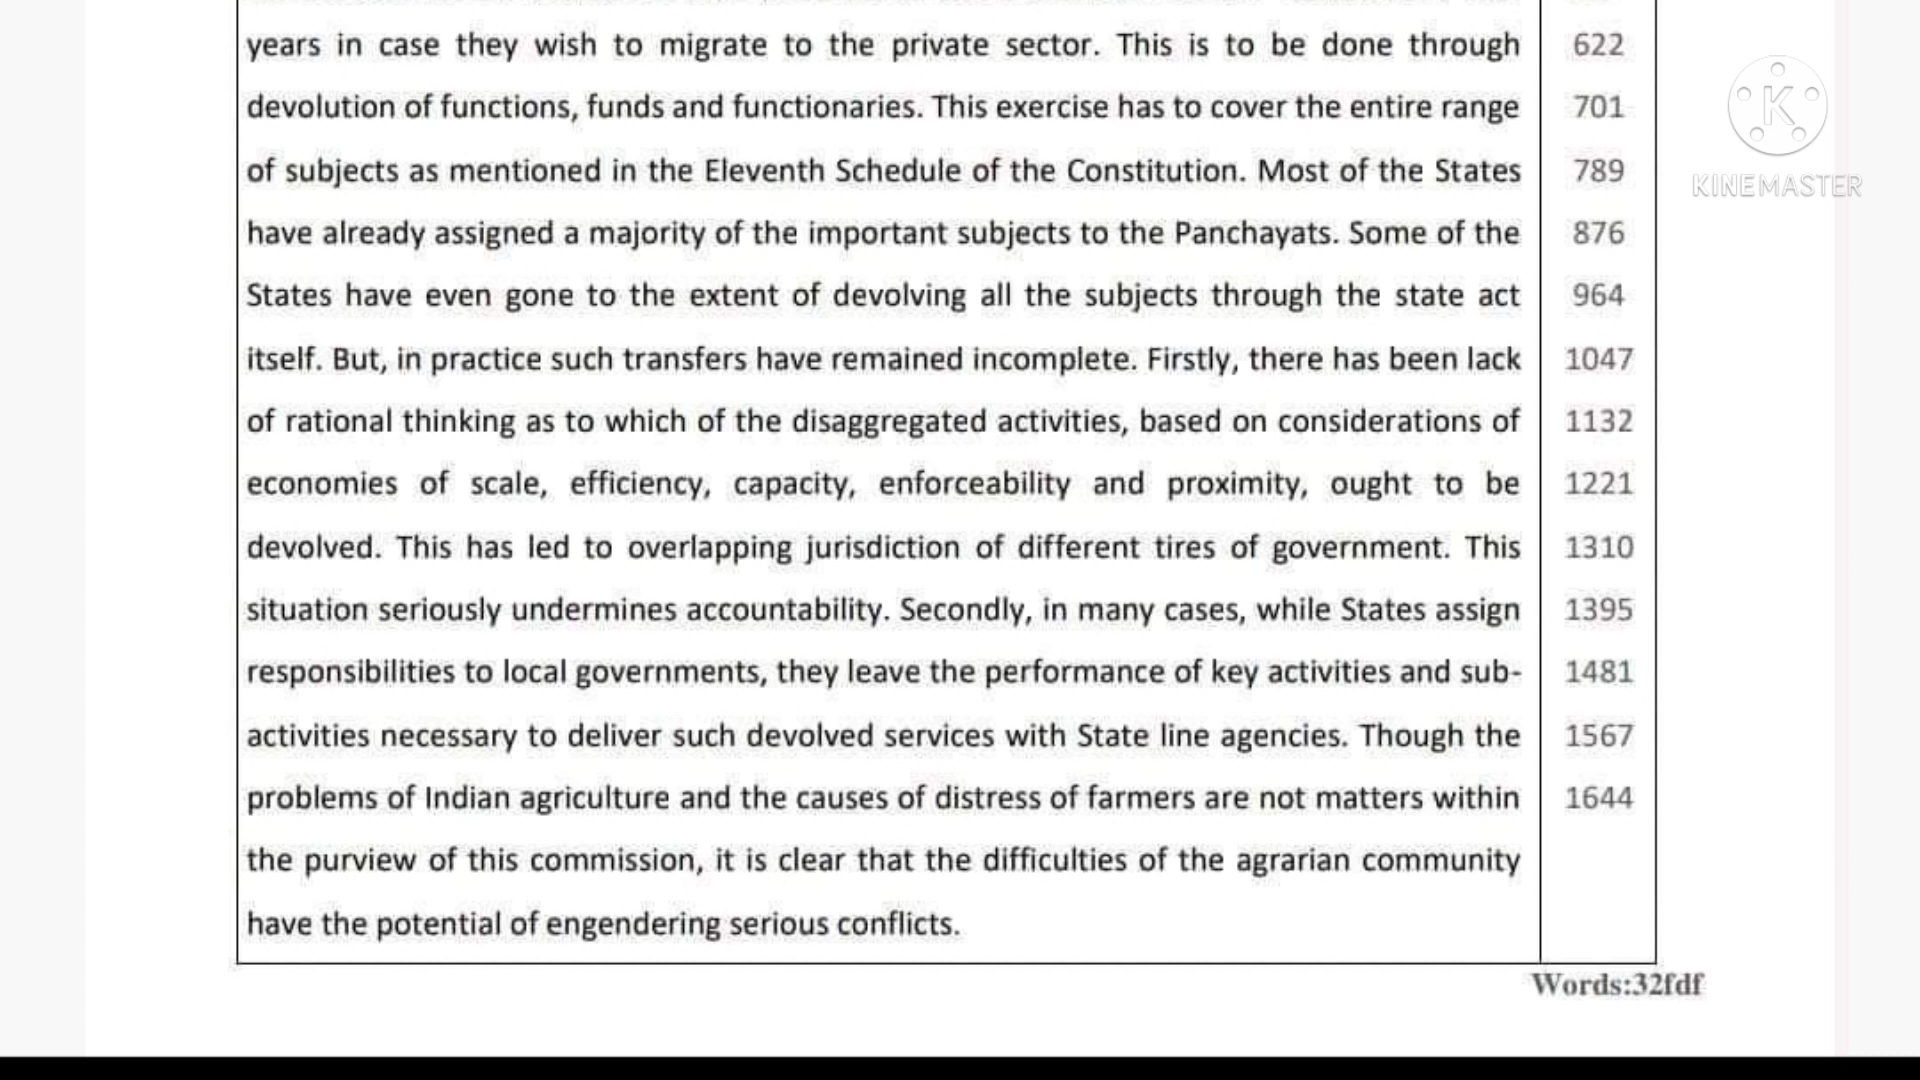 years in case they wish to migrate to the private sector. This is to be done through 622
devolution of functions, funds and functionaries. This exercise has to cover the entire range 701
of subjects as mentioned in the Eleventh Schedule of the Constitution. Most of the States 789
have already assigned a majority of the important subjects to the Panchayats. Some of the 876
States have even gone to the extent of devolving all the subjects through the state act 964
itself. But, in practice such transfers have remained incomplete. Firstly, there has been lack 1047
of rational thinking as to which of the disaggregated activities, based on considerations of 1132
economies of scale, efficiency, capacity, enforceability and proximity, ought to be 1221
devolved. This has led to overlapping jurisdiction of different tires of government. This 1310
situation seriously undermines accountability. Secondly, in many cases, while States assign 1395
responsibilities to local governments, they leave the performance of key activities and sub- 1481
activities necessary to deliver such devolved services with State line agencies. Though the 1567
problems of Indian agriculture and the causes of distress of farmers are not matters within 1644
the purview of this commission, it is clear that the difficulties of the agrarian community
have the potential of engendering serious conflicts.
Words:32fdf
K
KINEMASTER